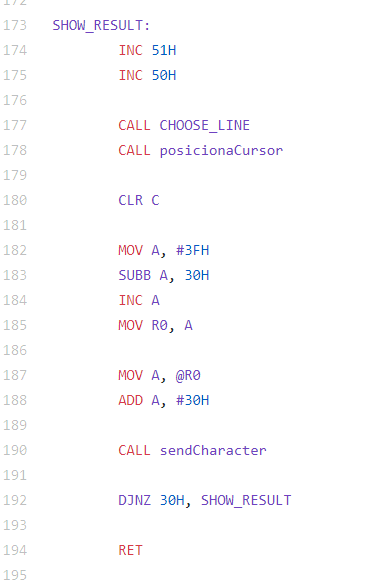 172
173 SHOW_RESULT:
174 INC 51H
175 INC 50H
176
177 CALL CHOOSE_LINE
178 CALL posicionaCursor
179
180 CLR C
181
182 MOV A, #3FH
183 SUBB A, 30H
184 INC A
185 MOV R0, A
186
187 MOV A, @R0
188 ADD A, #30H
189
190 CALL sendCharacter
191
192 DJNZ 30H, SHOW_RESULT
193
194 RET
195